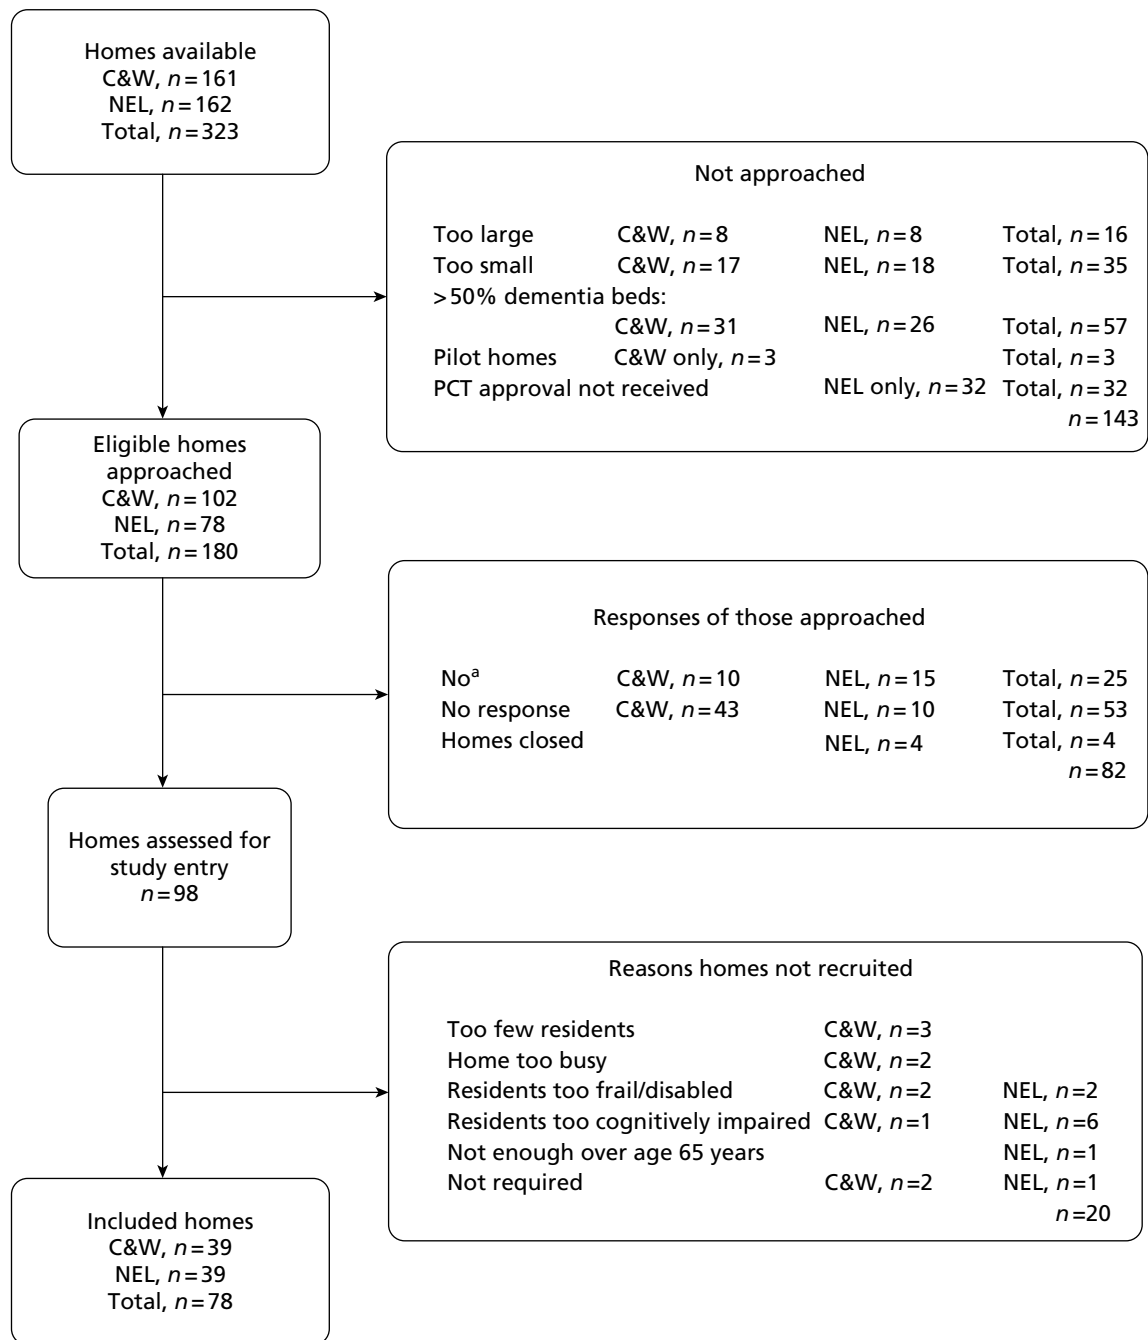 Homes available
C&W, n=161
NEL, n=162
Total, n=323
Not approached
Too large C&W, n=8 NEL, n=8 Total, n=16
Too small C&W, n=17 NEL, n=18 Total, n=35
>50% dementia beds:
C&W, n=31 NEL, n=26 Total, n=57
Pilot homes C&W only, n=3 Total, n=3
PCT approval not received NEL only, n=32 Total, n=32
n=143
Eligible homes
approached
C&W, n=102
NEL, n=78
Total, n=180
Responses of those approached
Noᵃ C&W, n=10 NEL, n=15 Total, n=25
No response C&W, n=43 NEL, n=10 Total, n=53
Homes closed NEL, n=4 Total, n=4
n=82
Homes assessed for
study entry
n=98
Reasons homes not recruited
Too few residents C&W, n=3
Home too busy C&W, n=2
Residents too frail/disabled C&W, n=2 NEL, n=2
Residents too cognitively impaired C&W, n=1 NEL, n=6
Not enough over age 65 years NEL, n=1
Not required C&W, n=2 NEL, n=1
n=20
Included homes
C&W, n=39
NEL, n=39
Total, n=78